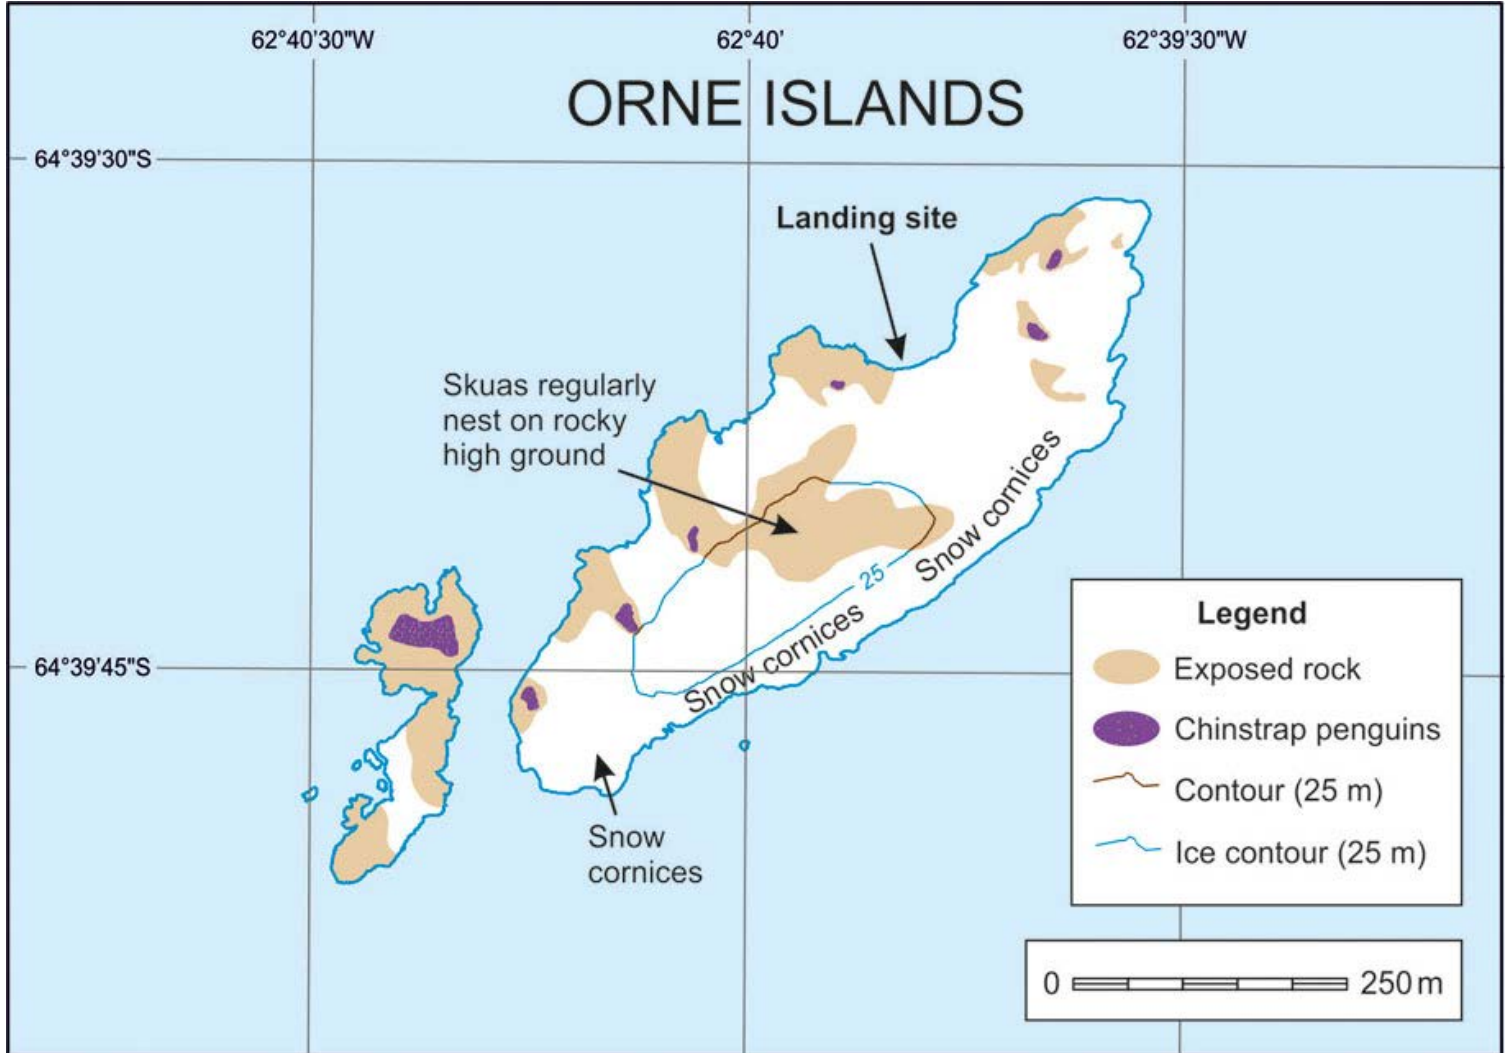 62°40'30"W
62°40'
62°39'30"W
ORNE ISLANDS
64°39'30"S
Landing site
Skuas regularly
nest on rocky
high ground
Snow cornices
25
Snow cornices
64°39'45"S
Snow
cornices
Legend
Exposed rock
Chinstrap penguins
Contour (25 m)
Ice contour (25 m)
0
250 m